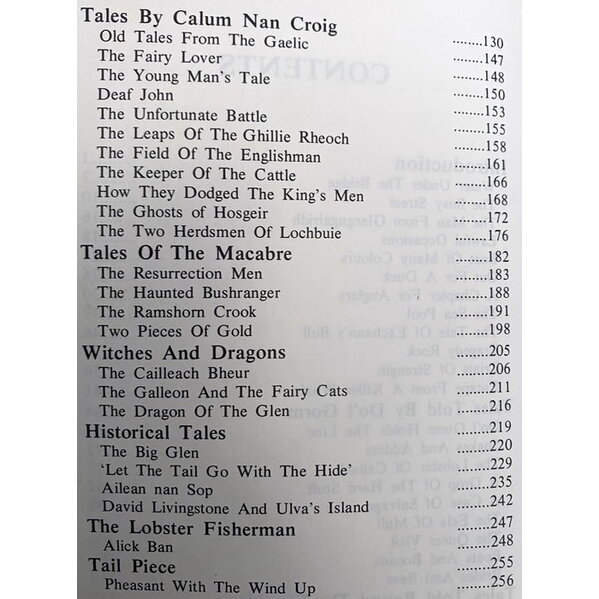 Tales By Calum Nan Croig ........130
Old Tales From The Gaelic ........147
The Fairy Lover ........148
The Young Man's Tale ........150
Deaf John ........153
The Unfortunate Battle ........155
The Leaps Of The Ghillie Rheoch ........158
The Field Of The Englishman ........161
The Keeper Of The Cattle ........166
How They Dodged The King's Men ........168
The Ghosts of Hosgeir ........172
The Two Herdsmen of Lochbuie ........176
Tales Of The Macabre ........182
The Resurrection Men ........183
The Haunted Bushranger ........188
The Ramshorn Crook ........191
Two Pieces Of Gold ........198
Witches And Dragons ........205
The Cailleach Bheur ........206
The Galleon And The Fairy Cats ........211
The Dragon Of The Glen ........216
Historical Tales ........219
The Big Glen ........220
‘Let The Tail Go With The Hide’ ........229
Ailean nan Sop ........235
David Livingstone And Ulva's Island ........242
The Lobster Fisherman ........247
Alick Ban ........248
Tail Piece ........255
Pheasant With The Wind Up ........256